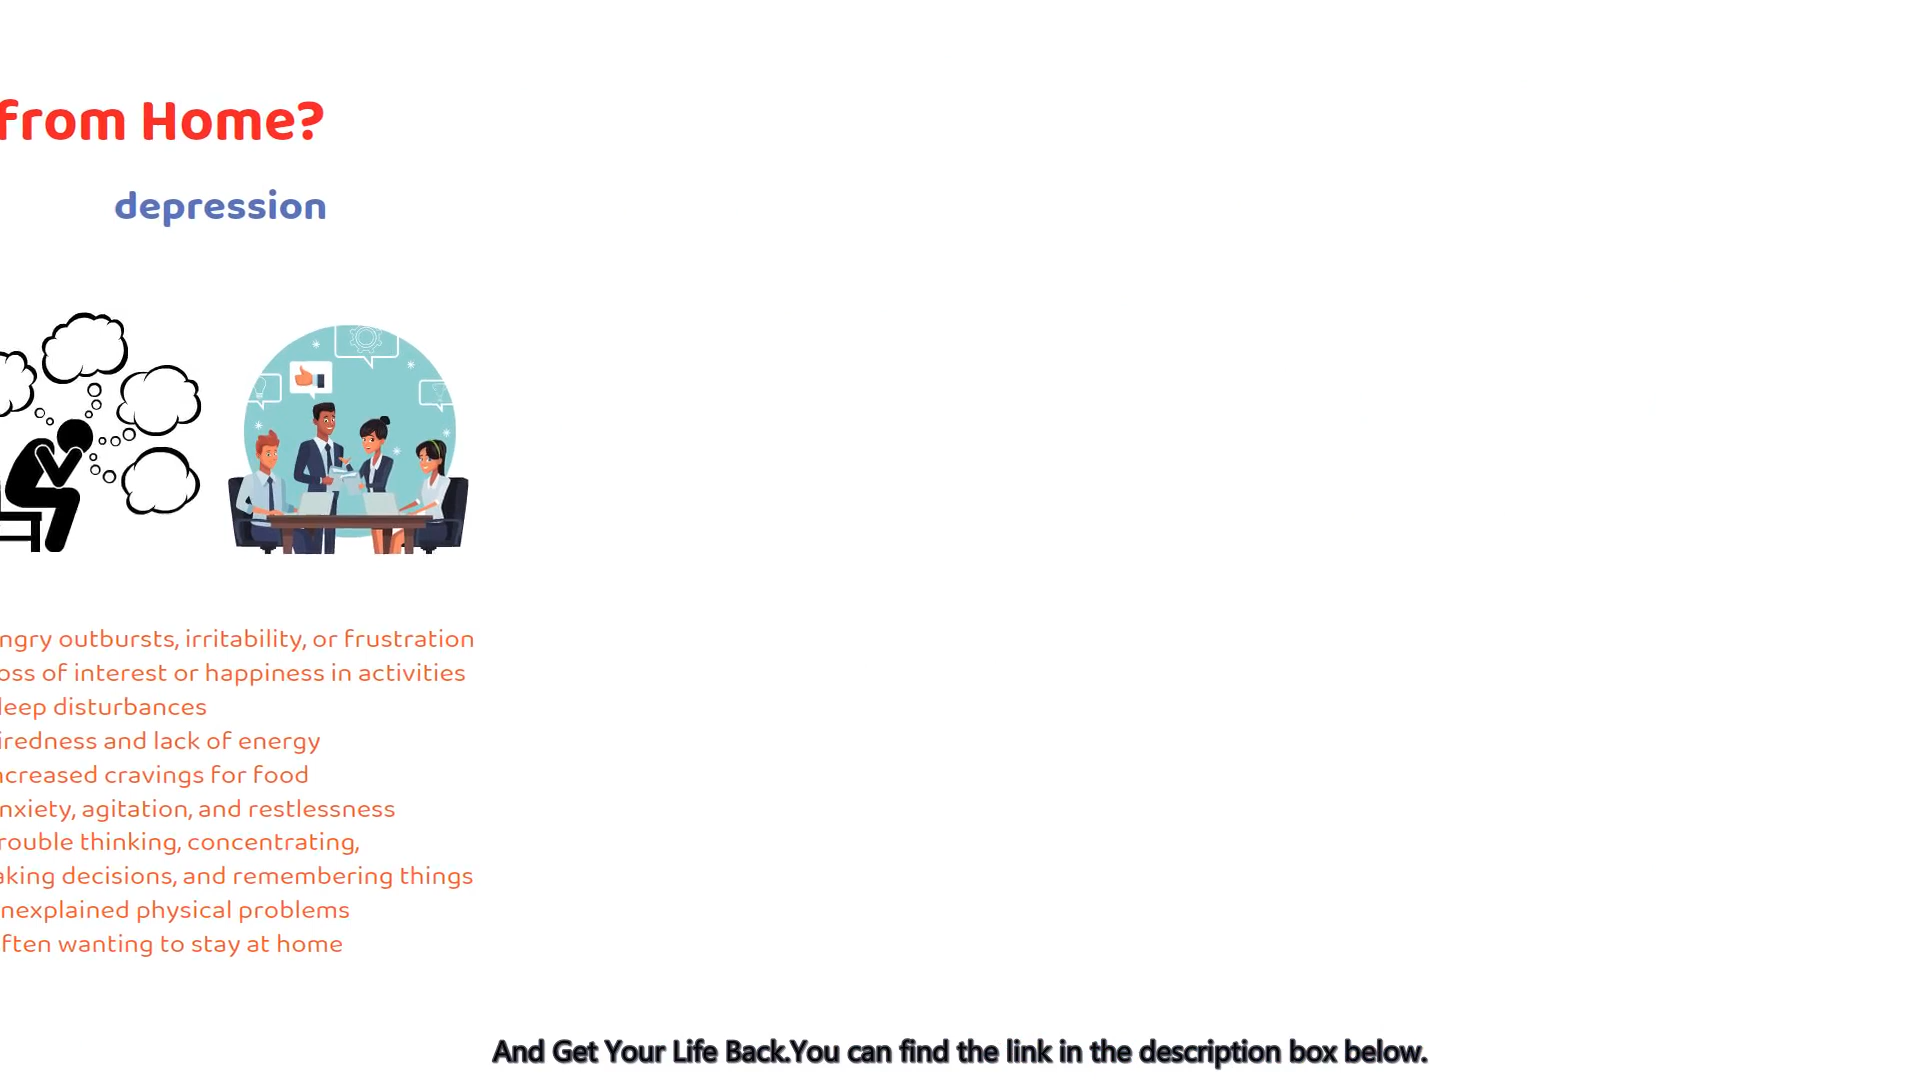 from Home?
depression
ngry outbursts, irritability, or frustration
oss of interest or happiness in activities
leep disturbances
iredness and lack of energy
ncreased cravings for food
nxiety, agitation, and restlessness
rouble thinking, concentrating,
aking decisions, and remembering things
nexplained physical problems
ften wanting to stay at home
And Get Your Life Back.You can find the link in the description box below.